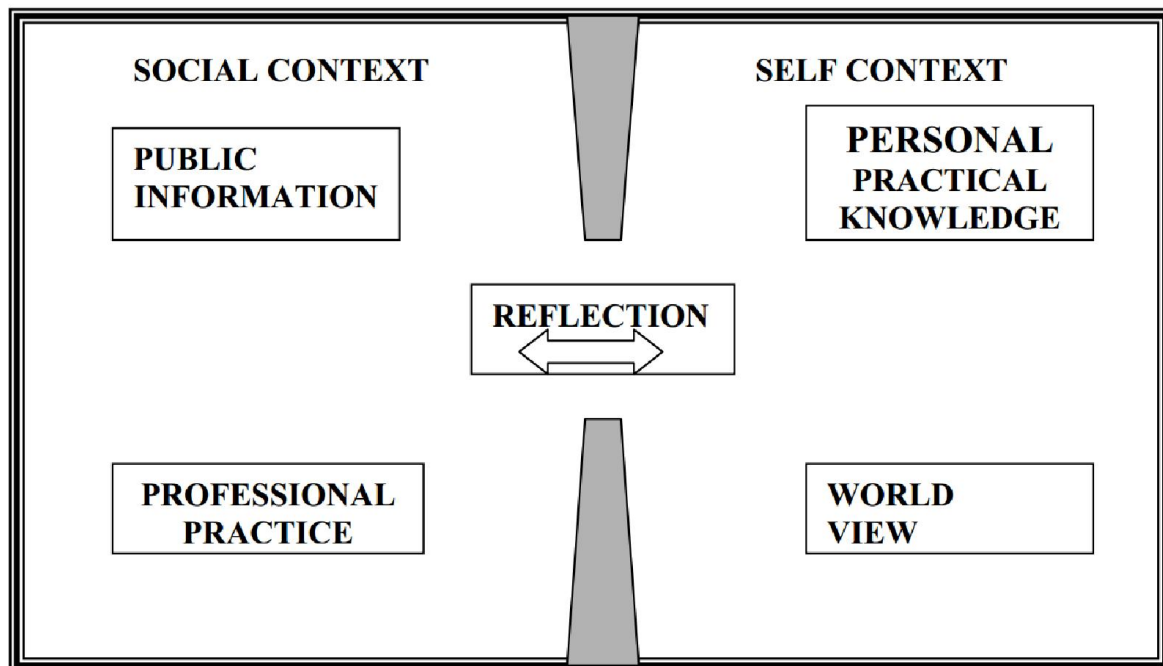 SOCIAL CONTEXT
SELF CONTEXT
PUBLIC
INFORMATION
PERSONAL
PRACTICAL
KNOWLEDGE
REFLECTION
PROFESSIONAL
PRACTICE
WORLD
VIEW